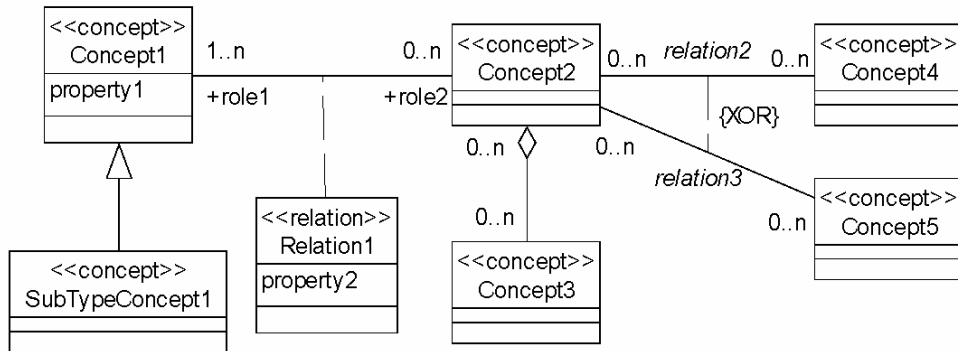 <<concept>>
Concept1
property1
1..n
0..n
+role1
+role2
<<concept>>
Concept2
0..n
relation2
0..n
<<concept>>
Concept4
{XOR}
0..n
0..n
relation3
0..n
<<concept>>
Concept5
<<concept>>
SubTypeConcept1
<<relation>>
Relation1
property2
0..n
<<concept>>
Concept3